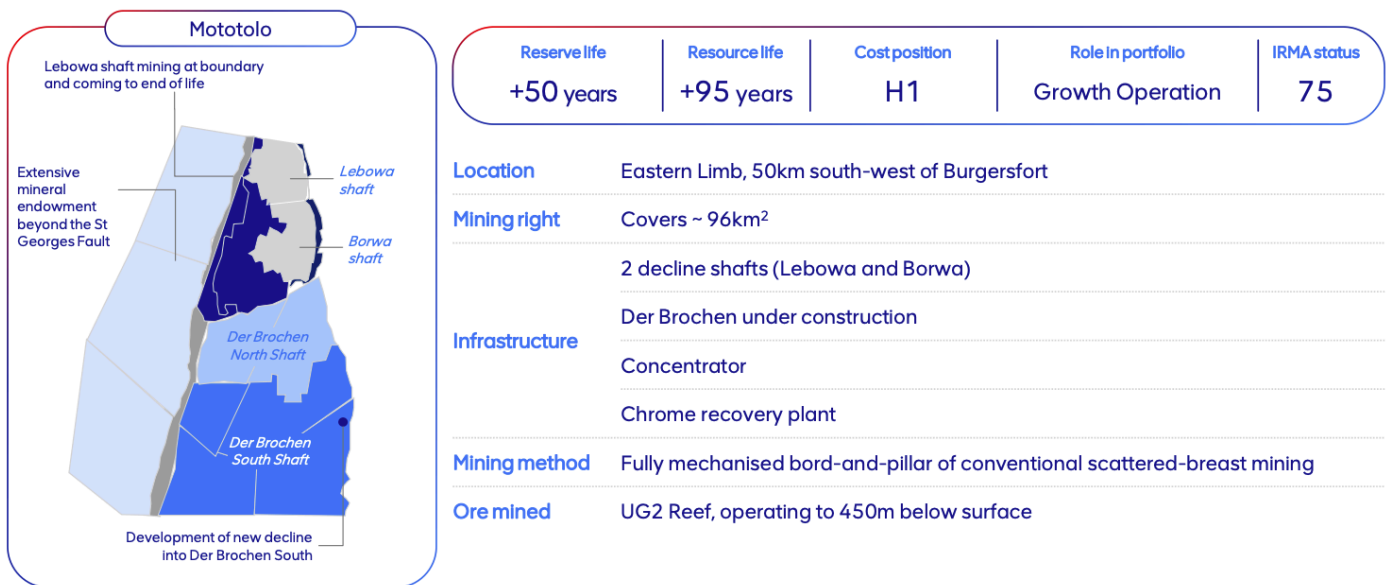 Mototolo
Lebowa shaft mining at boundary
and coming to end of life
Extensive
mineral
endowment
beyond the St
Georges Fault
Lebowa
shaft
Borwa
shaft
Der Brochen
North Shaft
Der Brochen
South Shaft
Development of new decline
into Der Brochen South
Reserve life
+50 years
Resource life
+95 years
Cost position
H1
Role in portfolio
Growth Operation
IRMA status
75
Location
Eastern Limb, 50km south-west of Burgersfort
Mining right
Covers ~ 96km²
Infrastructure
2 decline shafts (Lebowa and Borwa)
Der Brochen under construction
Concentrator
Chrome recovery plant
Mining method
Fully mechanised bord-and-pillar of conventional scattered-breast mining
Ore mined
UG2 Reef, operating to 450m below surface